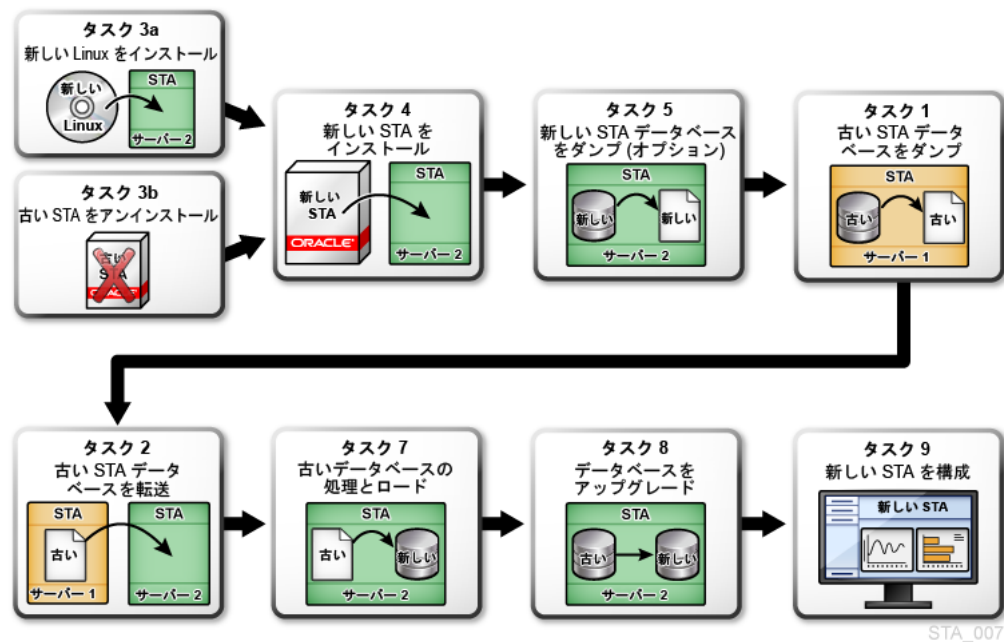 タスク 3a
新しい Linux をインストール
新しい
Linux
STA
サーバー 2
タスク 3b
古い STA をアンインストール
古い
STA
ORACLE
タスク 4
新しい STA を
インストール
新しい
STA
ORACLE
STA
サーバー 2
タスク 5
新しい STA データベース
をダンプ (オプション)
STA
新しい
新しい
サーバー 2
タスク 1
古い STA データ
ベースをダンプ
STA
古い
古い
サーバー 1
タスク 2
古い STA データ
ベースを転送
STA
古い
サーバー 1
STA
サーバー 2
タスク 7
古いデータベースの
処理とロード
STA
古い
新しい
サーバー 2
タスク 8
データベースを
アップグレード
STA
古い
新しい
サーバー 2
タスク 9
新しい STA を構成
新しい STA
STA_007